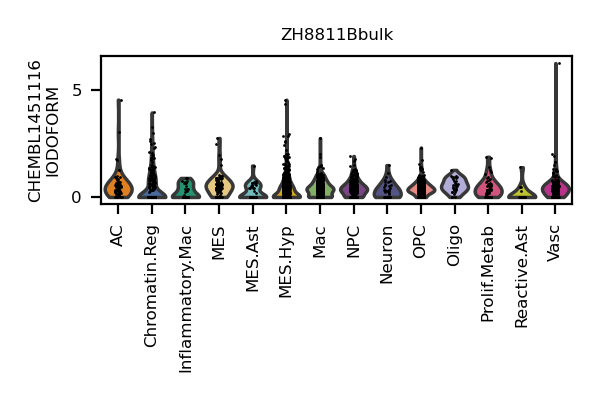 ZH8811Bbulk
CHEMBL1451116
IODOFORM
5
0
AC
Chromatin.Reg
Inflammatory.Mac
MES
MES.Ast
MES.Hyp
Mac
NPC
Neuron
OPC
Oligo
Prolif.Metab
Reactive.Ast
Vasc